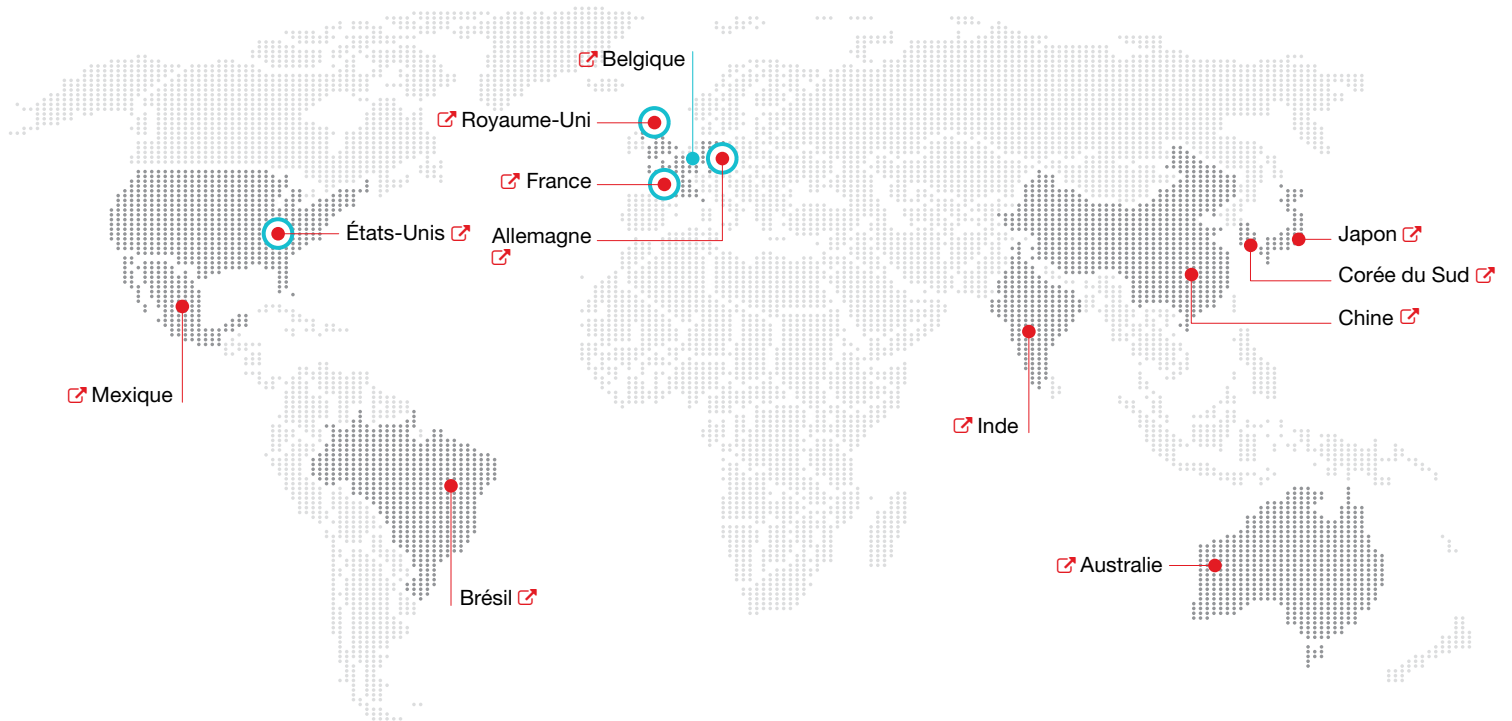 Belgique
Royaume-Uni
France
États-Unis
Allemagne
Japon
Corée du Sud
Chine
Mexique
Inde
Australie
Brésil